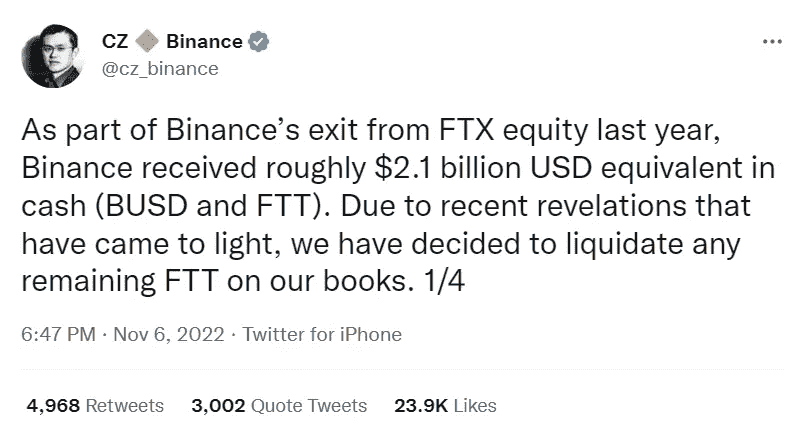 CZ Binance
@cz_binance
As part of Binance’s exit from FTX equity last year,
Binance received roughly $2.1 billion USD equivalent in
cash (BUSD and FTT). Due to recent revelations that
have came to light, we have decided to liquidate any
remaining FTT on our books. 1/4
6:47 PM · Nov 6, 2022 · Twitter for iPhone
4,968 Retweets 3,002 Quote Tweets 23.9K Likes